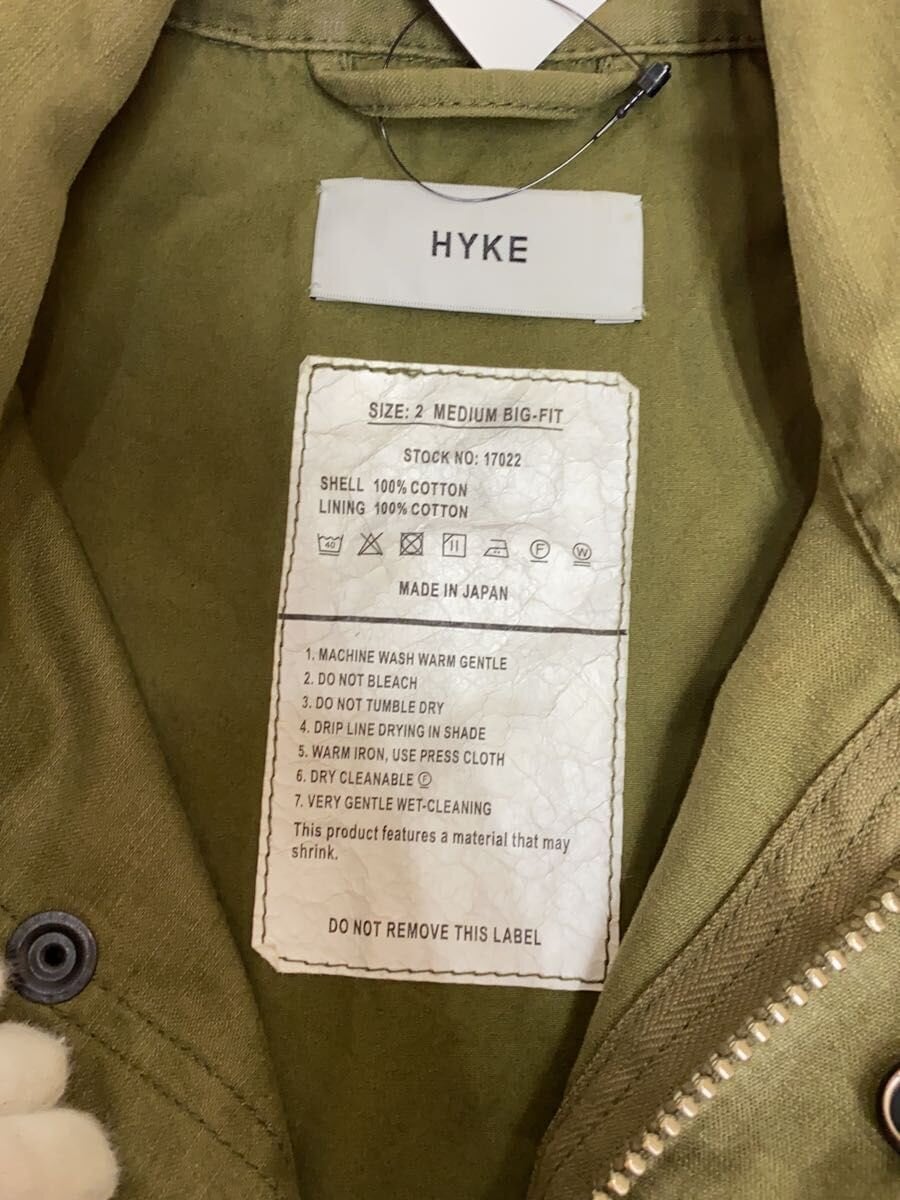 HYKE
SIZE: 2 MEDIUM BIG-FIT
STOCK NO: 17022
SHELL 100% COTTON
LINING 100% COTTON
40 F W
MADE IN JAPAN
1. MACHINE WASH WARM GENTLE
2. DO NOT BLEACH
3. DO NOT TUMBLE DRY
4. DRIP LINE DRYING IN SHADE
5. WARM IRON, USE PRESS CLOTH
6. DRY CLEANABLE Ⓕ
7. VERY GENTLE WET-CLEANING
This product features a material that may
shrink.
DO NOT REMOVE THIS LABEL